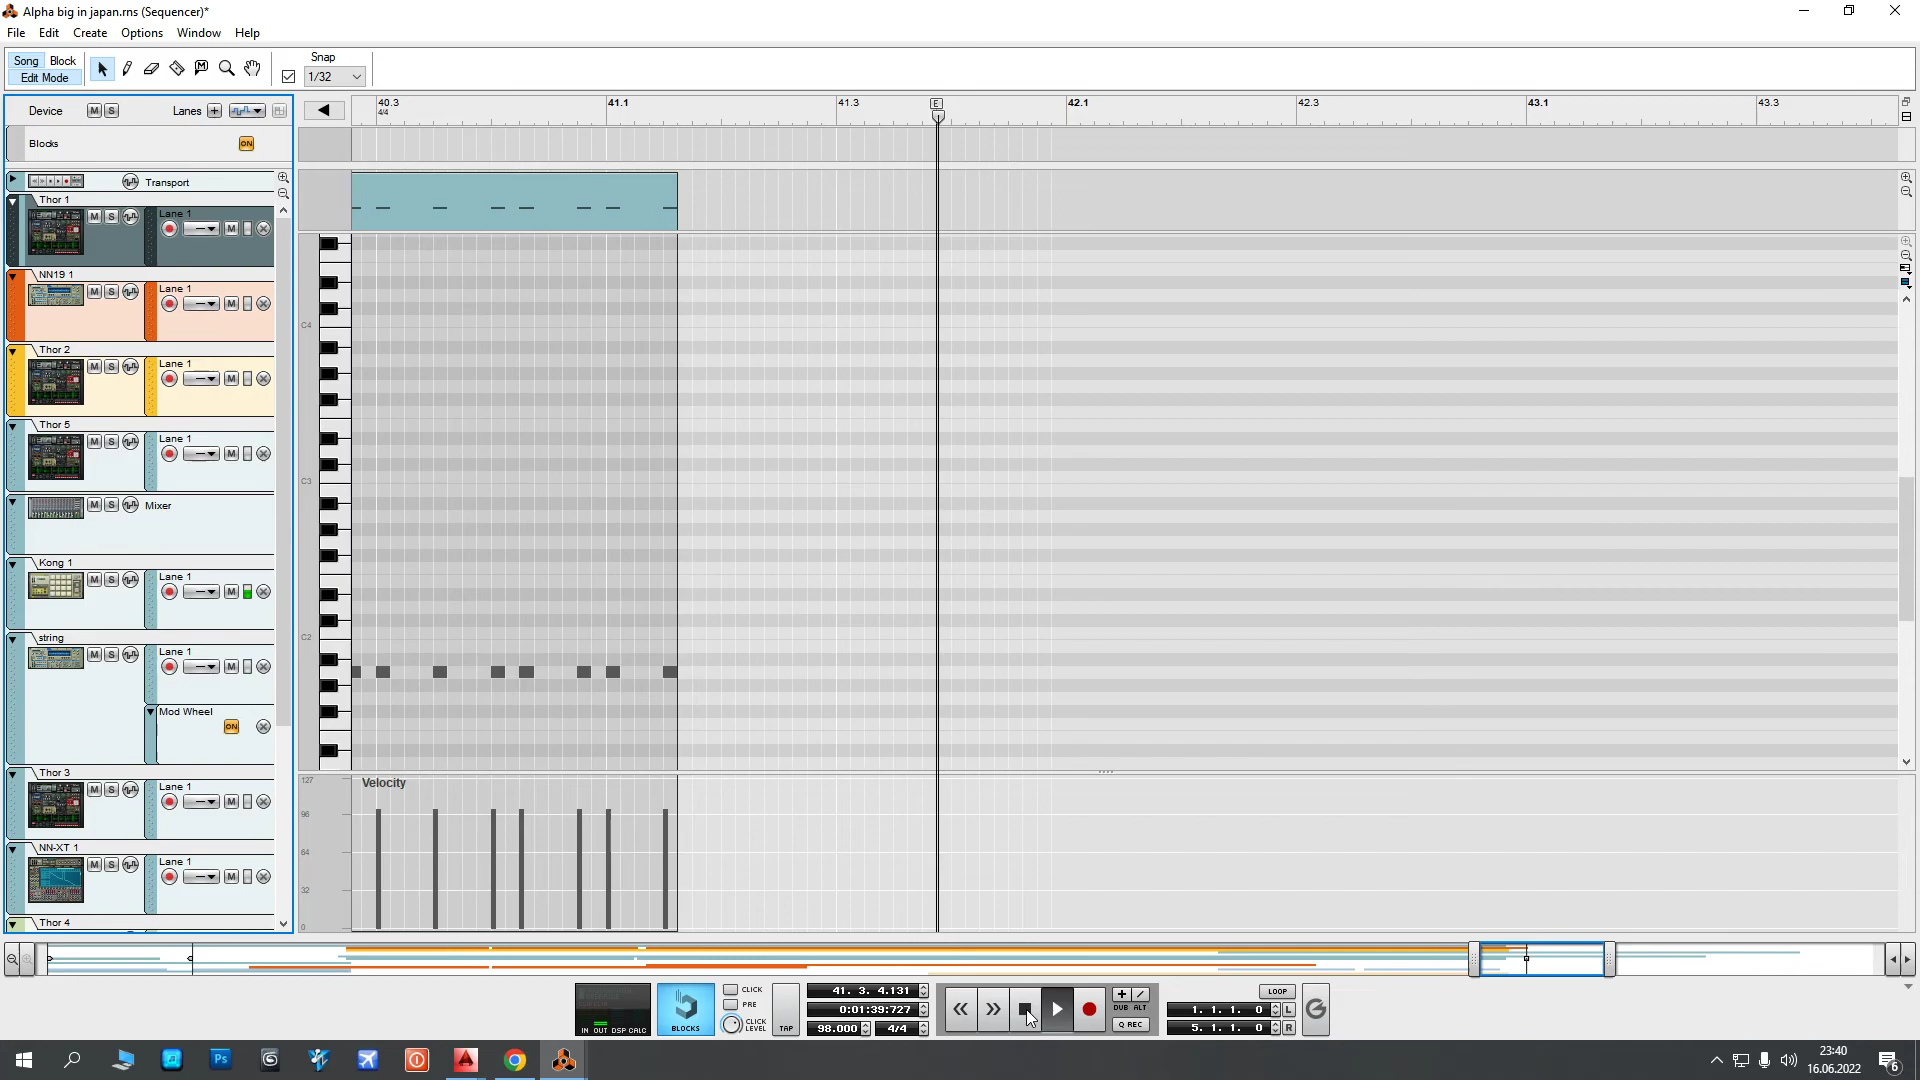 Alpha big in japan.rns (Sequencer)*
File Edit Create Options Window Help
Song Block
Edit Mode
Snap
1/32
Device M S Lanes
40.3 41.1 41.3 E 42.1 42.3 43.1 43.3
4/4
Blocks ON
Transport
Thor 1
M S Lane 1
M
NN19 1
M S Lane 1
M
C4
Thor 2
M S Lane 1
M
Thor 5
M S Lane 1
M
C3
M S Mixer
Kong 1
M S Lane 1
M
string
C2
M S Lane 1
M
Mod Wheel
ON
Thor 3
M S Lane 1
M
NN-XT 1
M S Lane 1
M
Thor 4
127
Velocity
96
64
32
0
CLICK
PRE
CLICK
LEVEL
TAP
IN OUT DSP CALC
BLOCKS
41. 3. 4.131
0:01:39:727
98.000 4/4
DUB ALT
Q REC
LOOP
1. 1. 1. 0 L
5. 1. 1. 0 R
Ps
23:40
16.06.2022
6